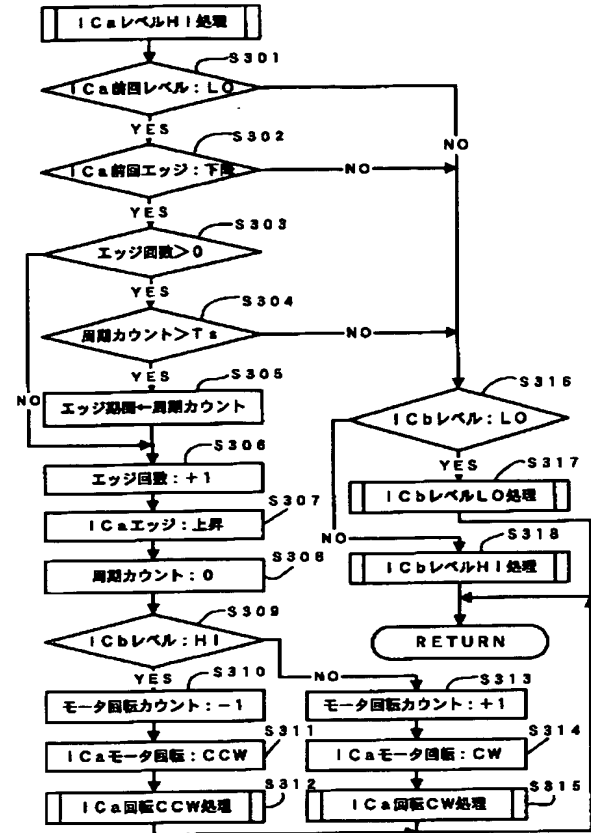 ICaレベルHI処理
S301
ICa前回レベル:LO
YES
NO
S302
ICa前回エッジ:下降
NO
YES
S303
エッジ回数>0
YES
S304
周期カウント>Ts
NO
YES
S305
NO
エッジ期間←周期カウント
S306
エッジ回数:+1
S307
ICaエッジ:上昇
S308
周期カウント:0
S309
ICbレベル:HI
YES
NO
S310
モータ回転カウント:-1
S311
ICaモータ回転:CCW
S312
ICa回転CCW処理
S313
モータ回転カウント:+1
S314
ICaモータ回転:CW
S315
ICa回転CW処理
S316
ICbレベル:LO
YES
S317
ICbレベルLO処理
NO
S318
ICbレベルHI処理
RETURN